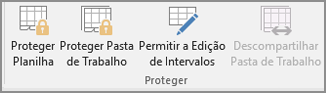 Proteger
Planilha
Proteger Pasta
de Trabalho
Permitir a Edição
de Intervalos
Descompartilhar
Pasta de Trabalho
Proteger